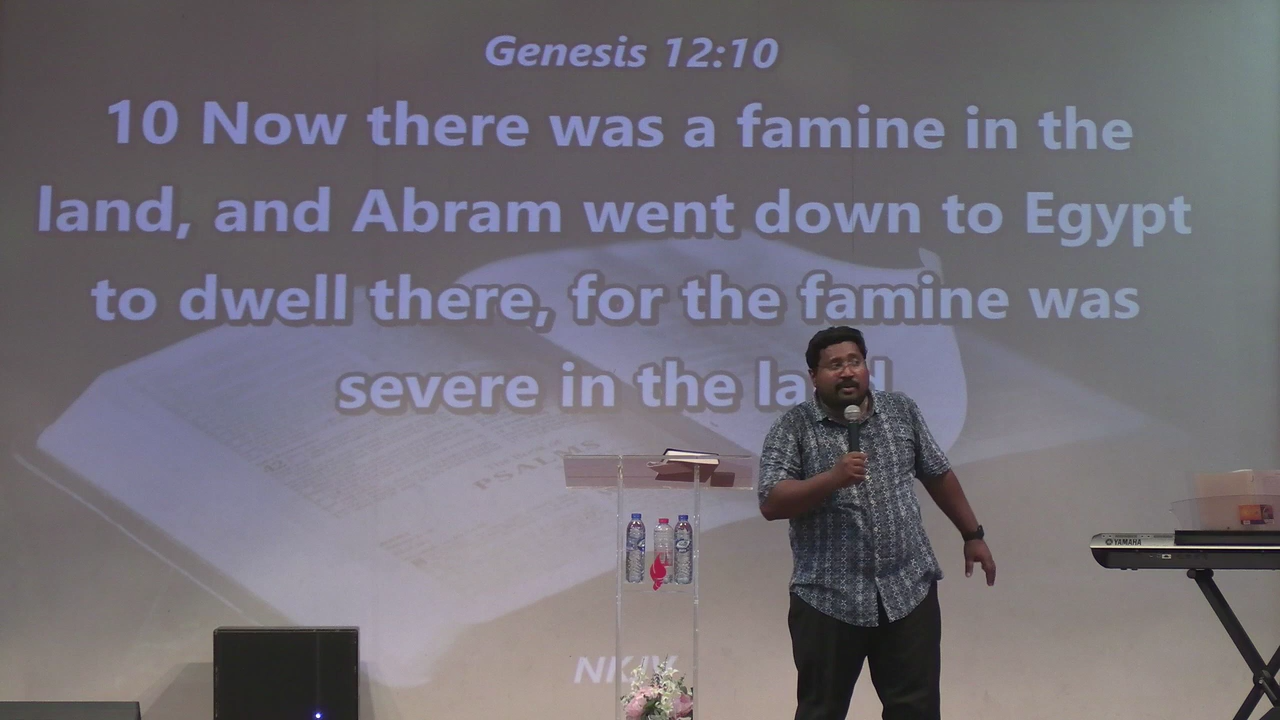 Genesis 12:10
10 Now there was a famine in the
land, and Abram went down to Egypt
to dwell there, for the famine was
severe in the land
PSALMS
YAMAHA
NKJV